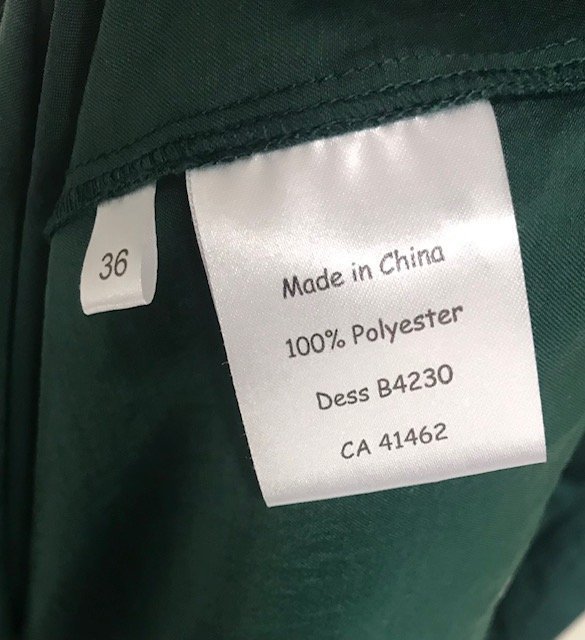 36
Made in China
100% Polyester
Dess B4230
CA 41462